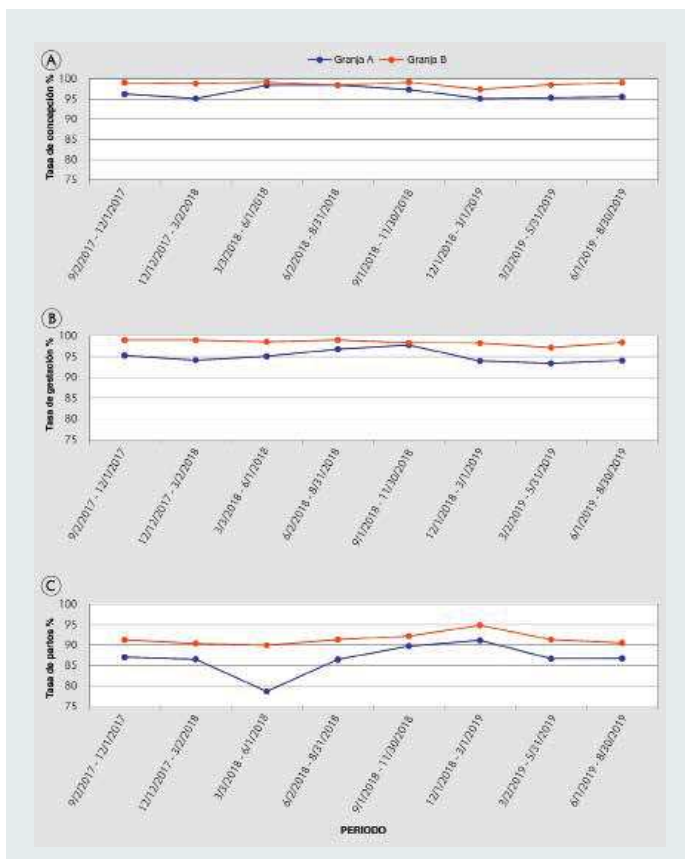 A
Granja A Granja B
Tasa de concepción %
100
95
90
85
80
75
9/2/2017 - 12/1/2017
12/12/2017 - 3/2/2018
3/3/2018 - 6/1/2018
6/2/2018 - 8/31/2018
9/1/2018 - 11/30/2018
12/1/2018 - 3/1/2019
3/2/2019 - 5/31/2019
6/1/2019 - 8/30/2019
B
Tasa de gestación %
100
95
90
85
80
75
9/2/2017 - 12/1/2017
12/12/2017 - 3/2/2018
3/3/2018 - 6/1/2018
6/2/2018 - 8/31/2018
9/1/2018 - 11/30/2018
12/1/2018 - 3/1/2019
3/2/2019 - 5/31/2019
6/1/2019 - 8/30/2019
C
Tasa de partos %
100
95
90
85
80
75
9/2/2017 - 12/1/2017
12/12/2017 - 3/2/2018
3/3/2018 - 6/1/2018
6/2/2018 - 8/31/2018
9/1/2018 - 11/30/2018
12/1/2018 - 3/1/2019
3/2/2019 - 5/31/2019
6/1/2019 - 8/30/2019
PERIODO